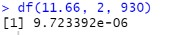 > df(11.66, 2, 930)
[1] 9.723392e-06